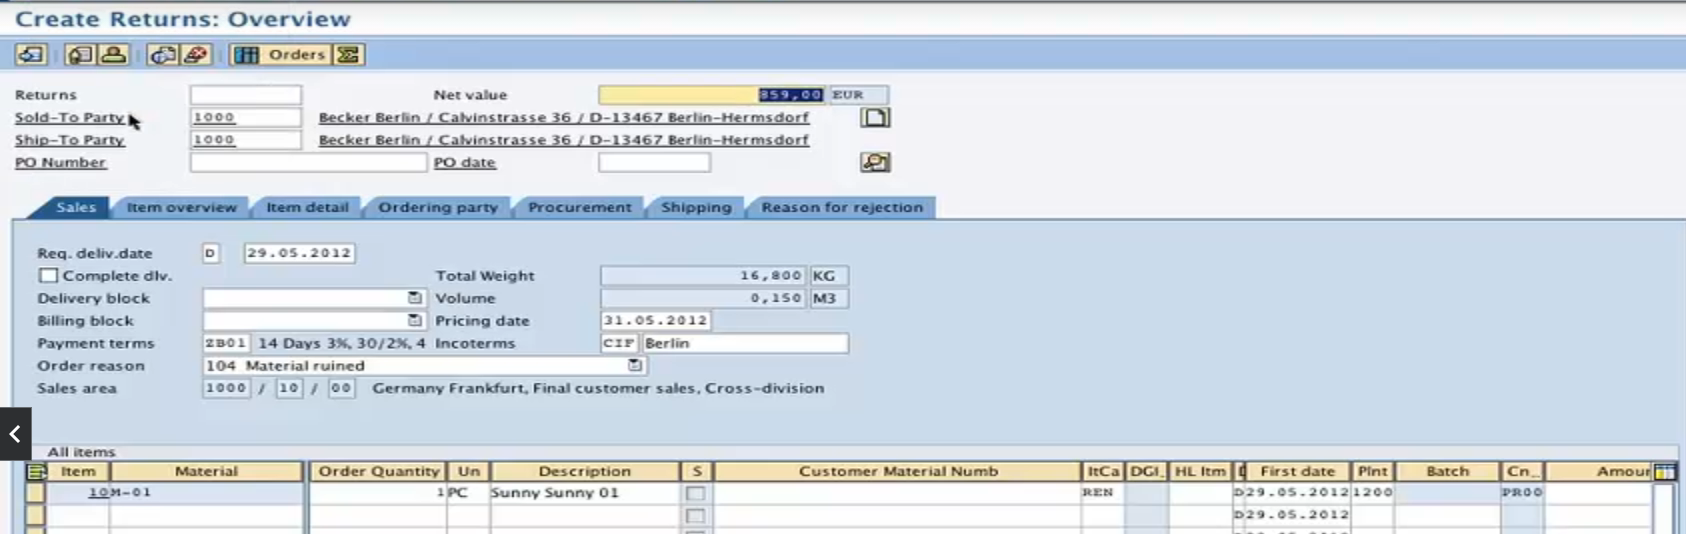 Create Returns: Overview
Orders
Returns Net value 859,00 EUR
Sold-To Party 1000 Becker Berlin / Calvinstrasse 36 / D-13467 Berlin-Hermsdorf
Ship-To Party 1000 Becker Berlin / Calvinstrasse 36 / D-13467 Berlin-Hermsdorf
PO Number PO date
Sales Item overview Item detail Ordering party Procurement Shipping Reason for rejection
Req. deliv.date D 29.05.2012
Complete dlv. Total Weight 16,800 KG
Delivery block Volume 0,150 M3
Billing block Pricing date 31.05.2012
Payment terms ZB01 14 Days 3%, 30/2%, 4 Incoterms CIF Berlin
Order reason 104 Material ruined
Sales area 1000 / 10 / 00 Germany Frankfurt, Final customer sales, Cross-division
All items
Item Material Order Quantity Un Description S Customer Material Numb ItCa DGI_ HL Itm First date Plnt Batch Cn_ Amour
10 M-01 1 PC Sunny Sunny 01 REN D 29.05.2012 1200 PR00
D 29.05.2012